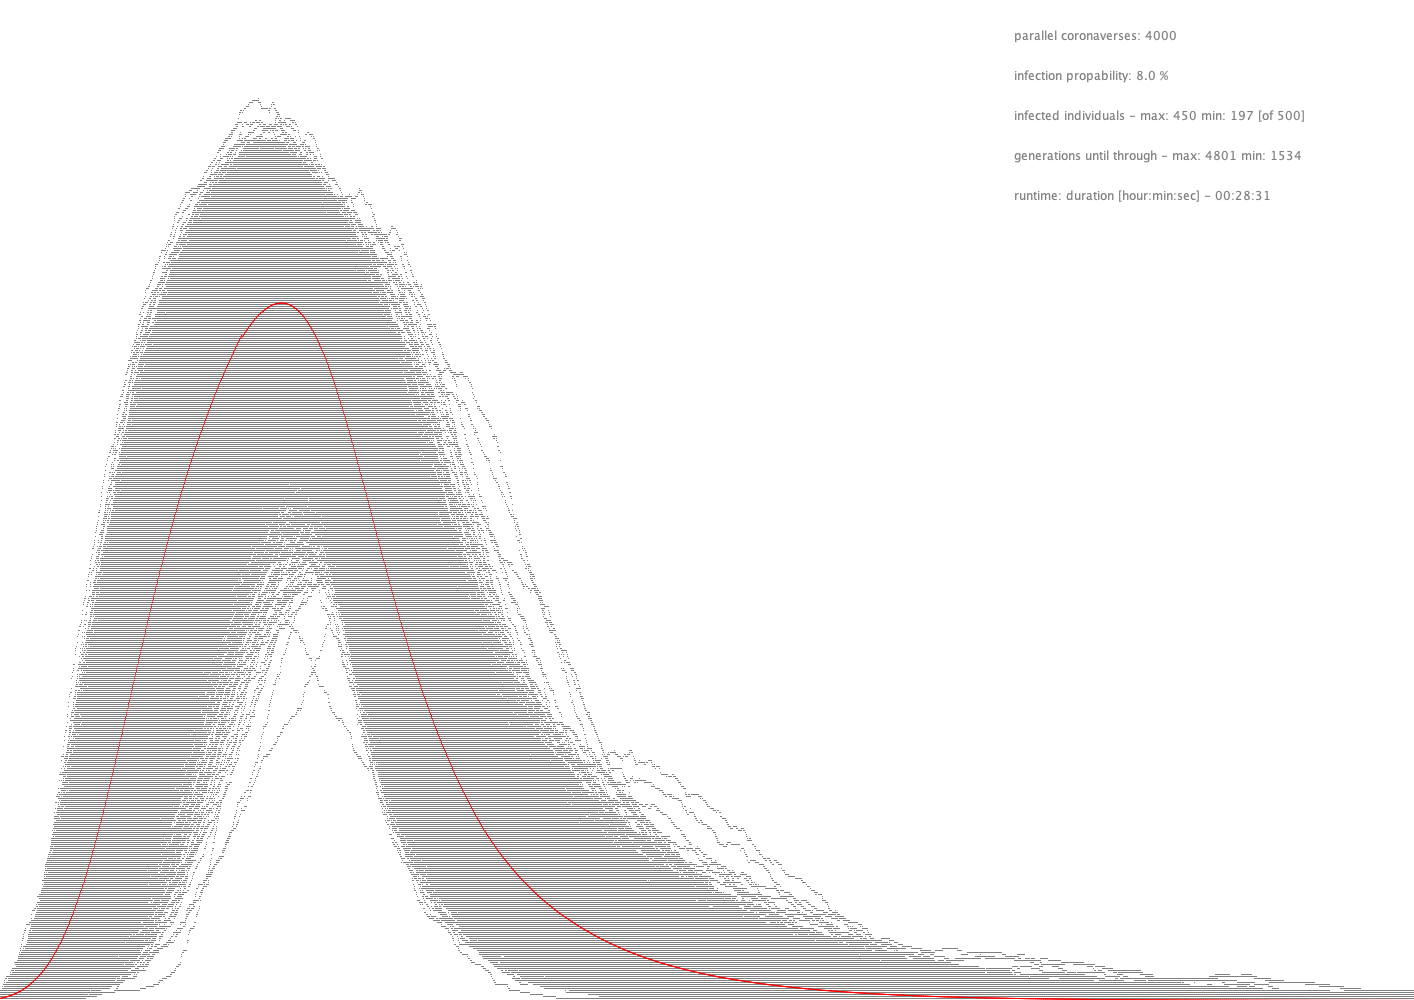 parallel coronaverses: 4000
infection propability: 8.0 %
infected individuals – max: 450 min: 197 [of 500]
generations until through – max: 4801 min: 1534
runtime: duration [hour:min:sec] – 00:28:31